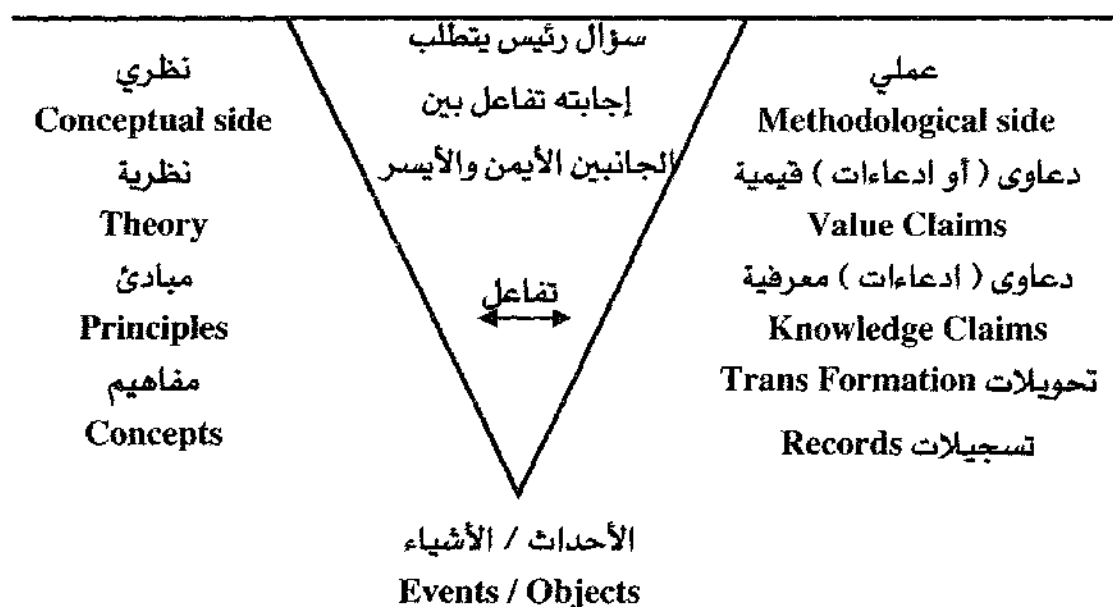 سؤال رئيس يتطلب
إجابته تفاعل بين
الجانبين الأيمن والأيسر
تفاعل
عملي
Methodological side
دعاوى ( أو ادعاءات ) قيمية
Value Claims
دعاوى ( ادعاءات ) معرفية
Knowledge Claims
تحويلات Trans Formation
تسجيلات Records
نظري
Conceptual side
نظرية
Theory
مبادئ
Principles
مفاهيم
Concepts
الأحداث / الأشياء
Events / Objects